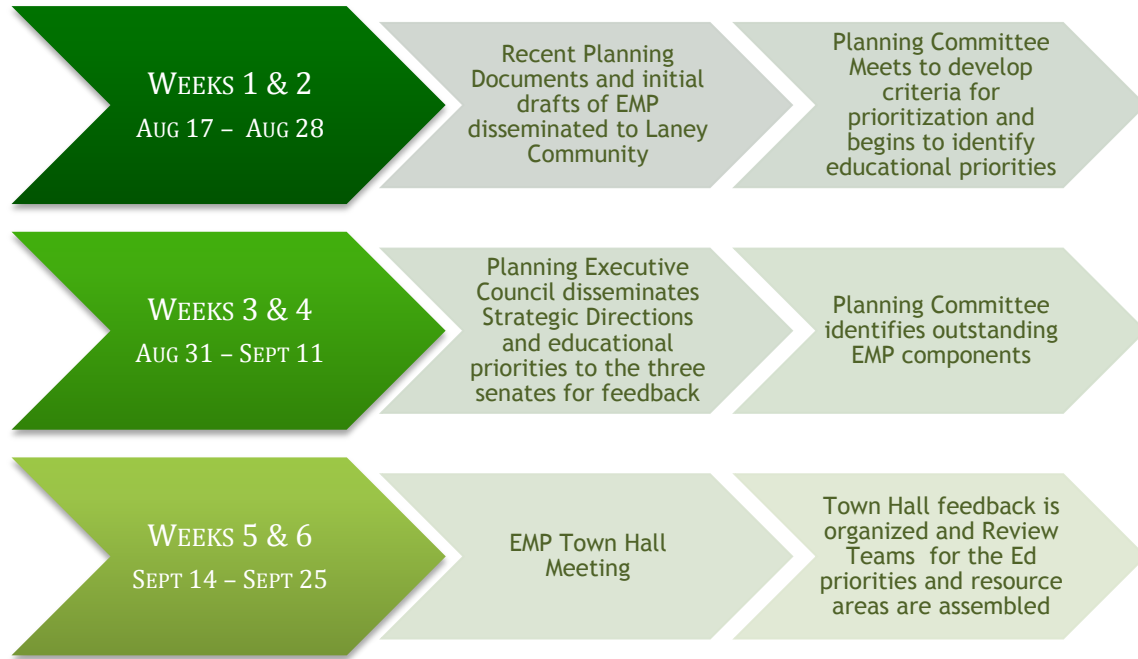 WEEKS 1 & 2
AUG 17 – AUG 28
Recent Planning
Documents and initial
drafts of EMP
disseminated to Laney
Community
Planning Committee
Meets to develop
criteria for
prioritization and
begins to identify
educational priorities
WEEKS 3 & 4
AUG 31 – SEPT 11
Planning Executive
Council disseminates
Strategic Directions
and educational
priorities to the three
senates for feedback
Planning Committee
identifies outstanding
EMP components
WEEKS 5 & 6
SEPT 14 – SEPT 25
EMP Town Hall
Meeting
Town Hall feedback is
organized and Review
Teams for the Ed
priorities and resource
areas are assembled